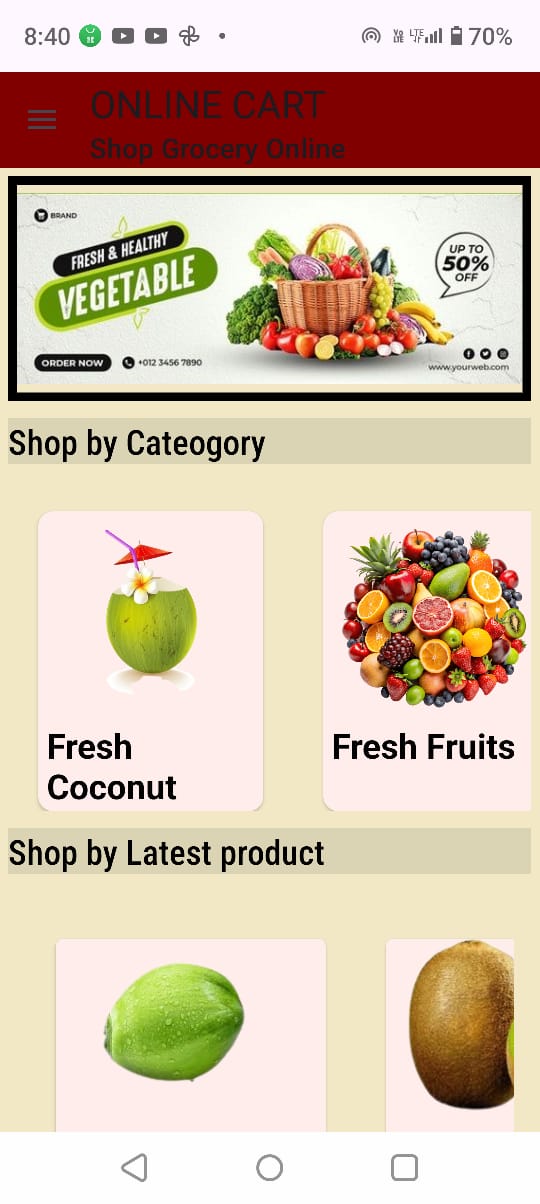 8:40
Vo LTE LTE 70%
ONLINE CART
Shop Grocery Online
BRAND
FRESH & HEALTHY
VEGETABLE
UP TO
50%
OFF
ORDER NOW
+012 3456 7890
www.yourweb.com
Shop by Cateogory
Fresh
Coconut
Fresh Fruits
Shop by Latest product